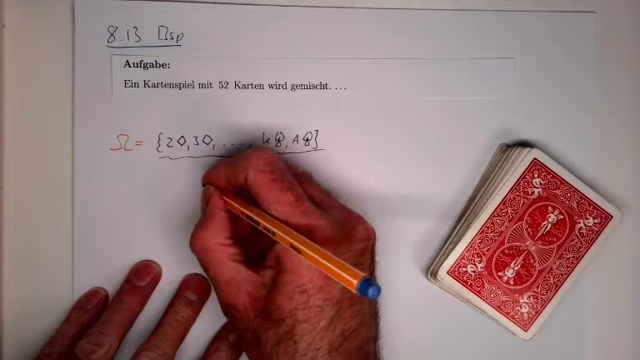 8.13 Bsp
Aufgabe:
Ein Kartenspiel mit 52 Karten wird gemischt. ...
Ω = {2♢, 3♢, ...., K♧, A♧}